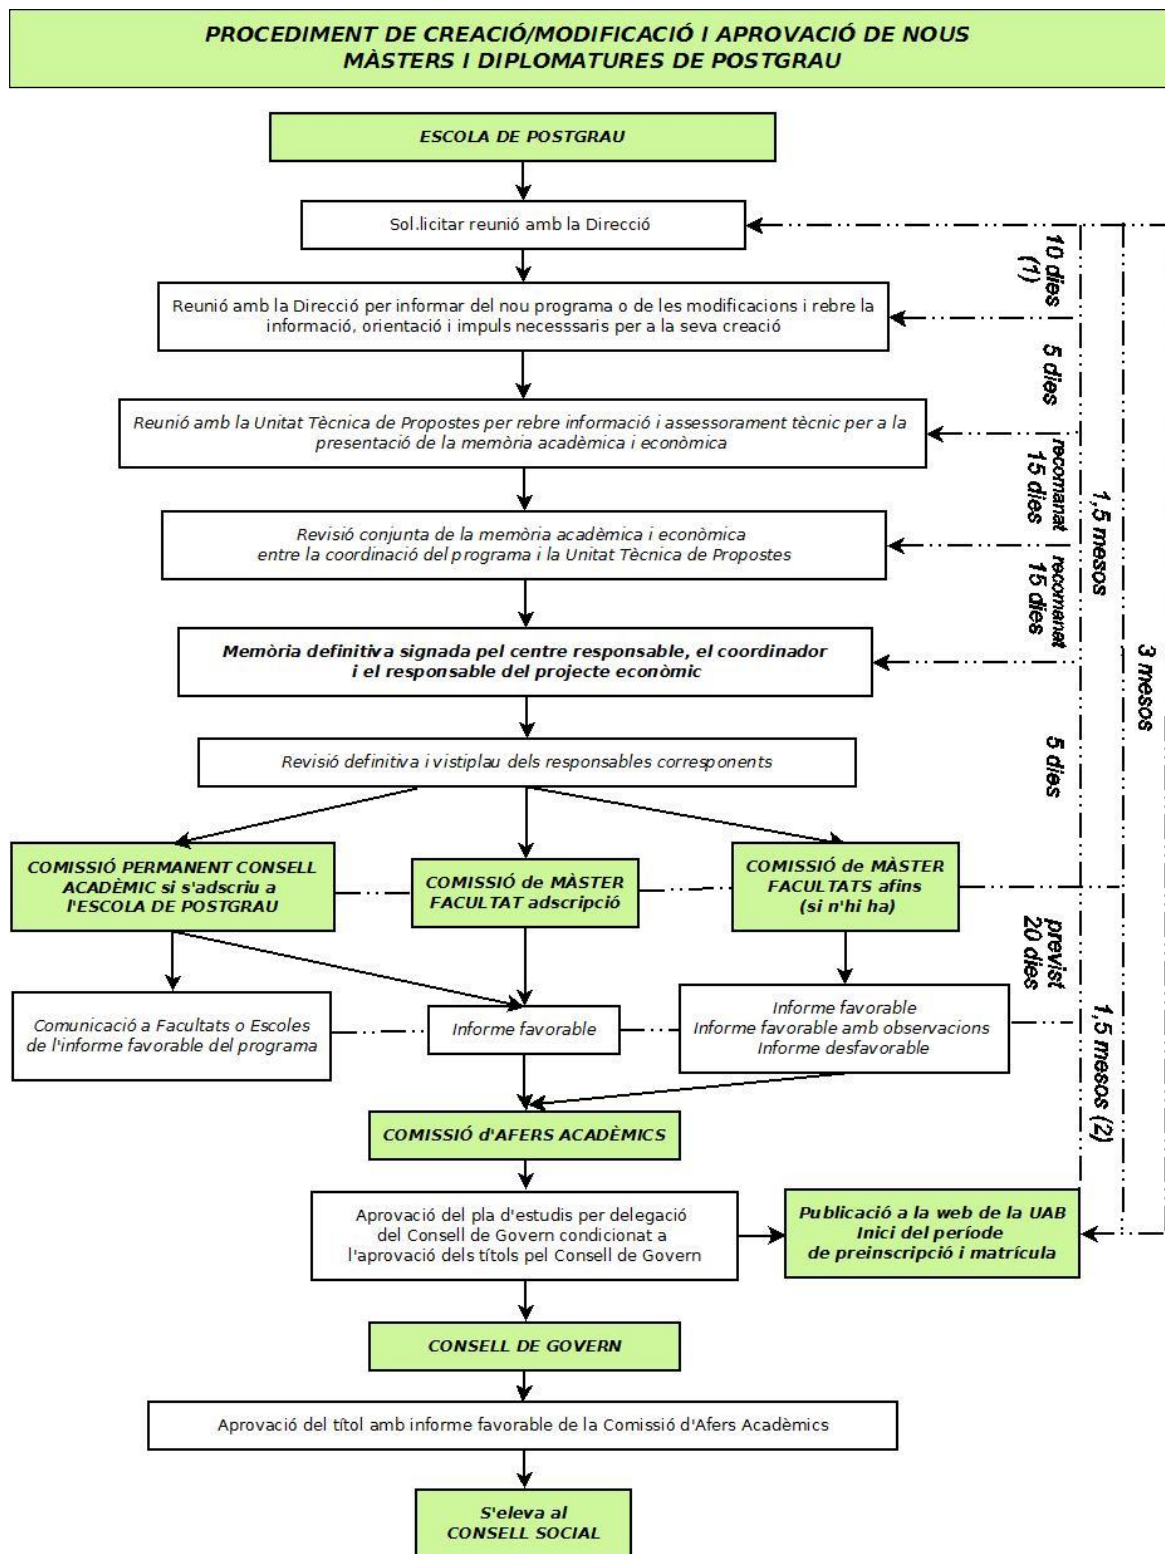 PROCEDIMENT DE CREACIÓ/MODIFICACIÓ I APROVACIÓ DE NOUS
MÀSTERS I DIPLOMATURES DE POSTGRAU
ESCOLA DE POSTGRAU
Sol.licitar reunió amb la Direcció
10 dies
(1)
Reunió amb la Direcció per informar del nou programa o de les modificacions i rebre la
informació, orientació i impuls necesssaris per a la seva creació
5 dies
Reunió amb la Unitat Tècnica de Propostes per rebre informació i assessorament tècnic per a la
presentació de la memòria acadèmica i econòmica
recomanat
15 dies
1,5 mesos
Revisió conjunta de la memòria acadèmica i econòmica
entre la coordinació del programa i la Unitat Tècnica de Propostes
recomanat
15 dies
3 mesos
Memòria definitiva signada pel centre responsable, el coordinador
i el responsable del projecte econòmic
Revisió definitiva i vistiplau dels responsables corresponents
5 dies
COMISSIÓ PERMANENT CONSELL
ACADÈMIC si s'adscriu a
l'ESCOLA DE POSTGRAU
COMISSIÓ de MÀSTER
FACULTAT adscripció
COMISSIÓ de MÀSTER
FACULTATS afins
(si n'hi ha)
previst
20 dies
Comunicació a Facultats o Escoles
de l'informe favorable del programa
Informe favorable
Informe favorable
Informe favorable amb observacions
Informe desfavorable
1,5 mesos (2)
COMISSIÓ d'AFERS ACADÈMICS
Aprovació del pla d'estudis per delegació
del Consell de Govern condicionat a
l'aprovació dels títols pel Consell de Govern
Publicació a la web de la UAB
Inici del període
de preinscripció i matrícula
CONSELL DE GOVERN
Aprovació del títol amb informe favorable de la Comissió d'Afers Acadèmics
S'eleva al
CONSELL SOCIAL